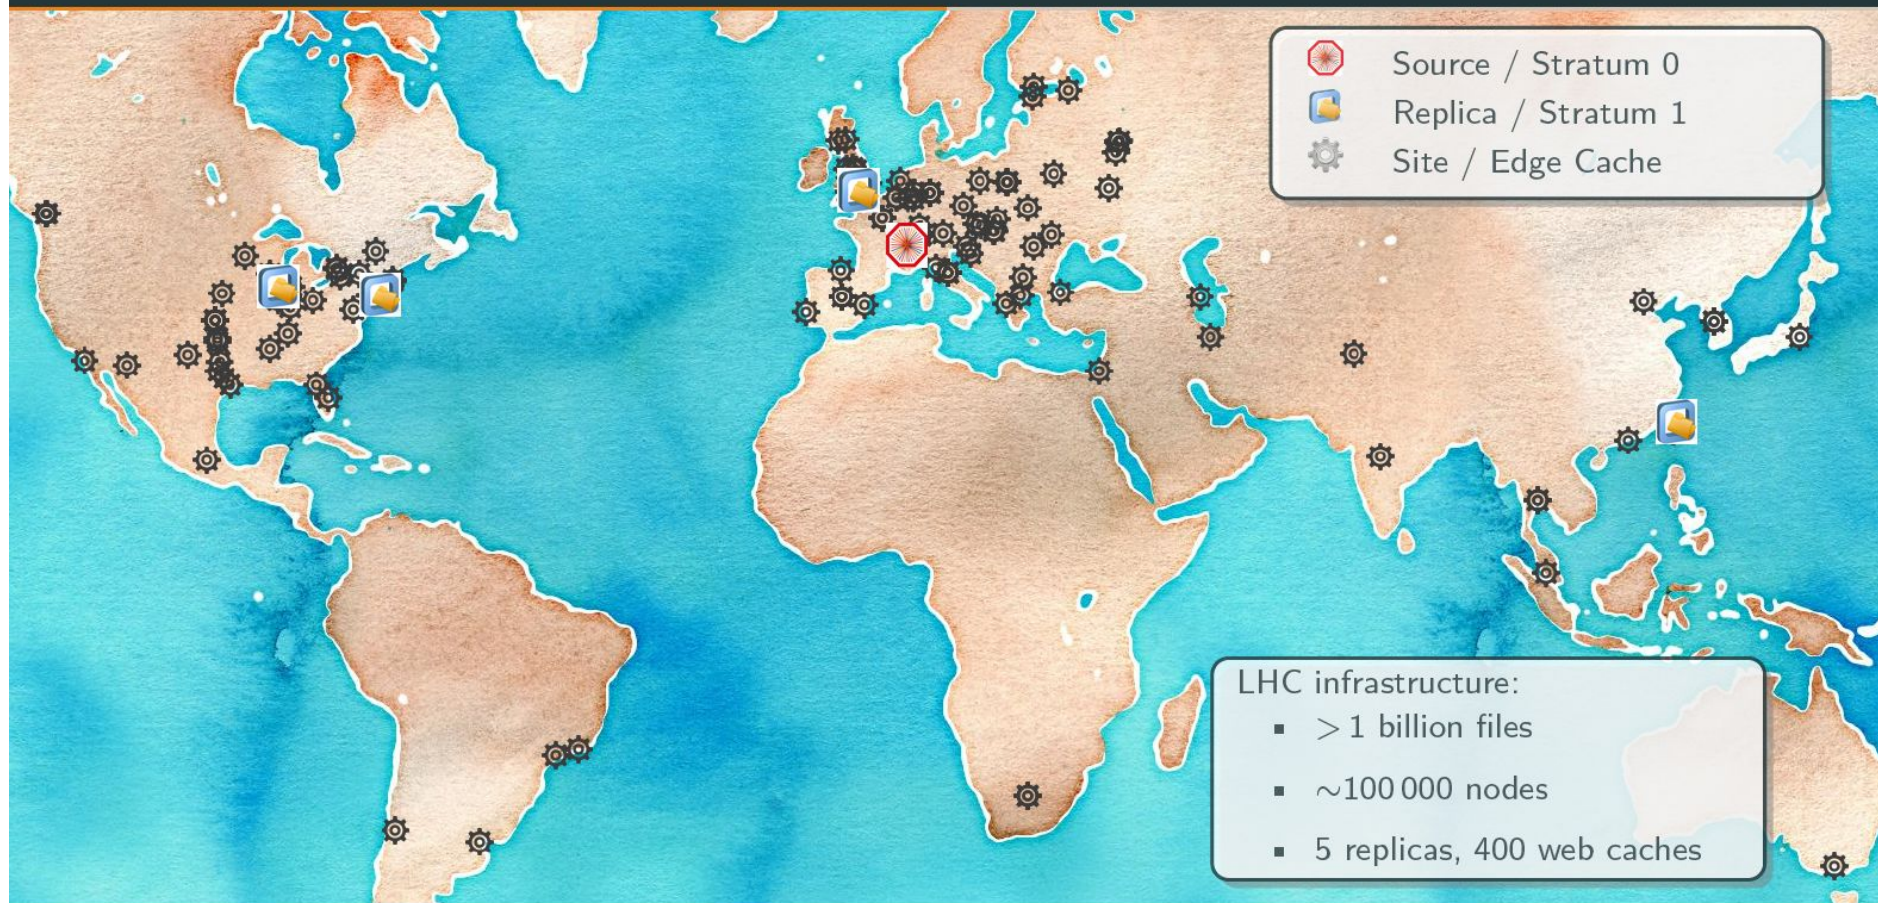 Source / Stratum 0
Replica / Stratum 1
Site / Edge Cache
LHC infrastructure:
▪ > 1 billion files
▪ ~100 000 nodes
▪ 5 replicas, 400 web caches